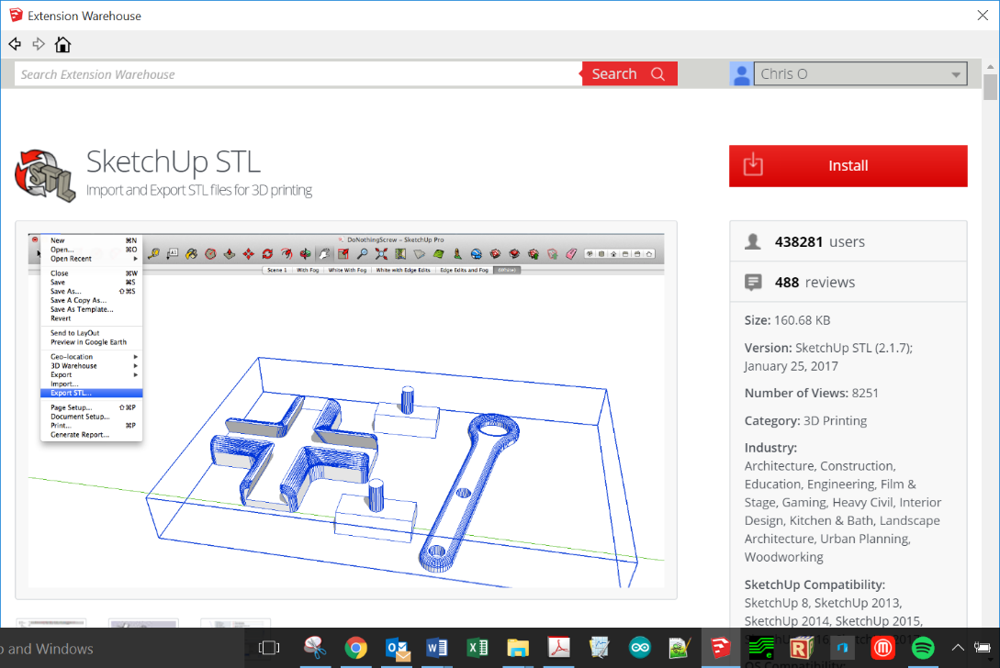 Extension Warehouse
Search Extension Warehouse
Search
Chris O
STL
SketchUp STL
Import and Export STL files for 3D printing
Install
DoNothingScrew – SketchUp Pro
New ⌘N
Open... ⌘O
Open Recent
Close ⌘W
Save ⌘S
Save As... ⇧⌘S
Save A Copy As...
Save As Template...
Revert
Send to LayOut
Preview in Google Earth
Geo-location
3D Warehouse
Export
Import...
Export STL...
Page Setup... ⇧⌘P
Document Setup...
Print... ⌘P
Generate Report...
Scene 1 With Fog White With Fog White with Edge Edits Edge Edits and Fog
438281 users
488 reviews
Size: 160.68 KB
Version: SketchUp STL (2.1.7);
January 25, 2017
Number of Views: 8251
Category: 3D Printing
Industry:
Architecture, Construction,
Education, Engineering, Film &
Stage, Gaming, Heavy Civil, Interior
Design, Kitchen & Bath, Landscape
Architecture, Urban Planning,
Woodworking
SketchUp Compatibility:
SketchUp 8, SketchUp 2013,
SketchUp 2014, SketchUp 2015,
and Windows